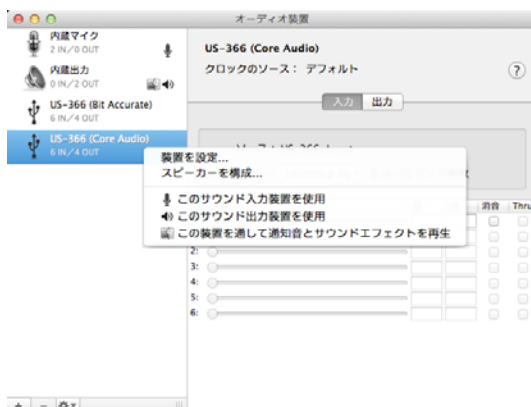 オーディオ装置
内蔵マイク
2 IN/0 OUT
内蔵出力
0 IN/2 OUT
US-366 (Bit Accurate)
6 IN/4 OUT
US-366 (Core Audio)
6 IN/4 OUT
US-366 (Core Audio)
クロックのソース： デフォルト
?
入力
出力
装置を設定...
スピーカーを構成...
このサウンド入力装置を使用
このサウンド出力装置を使用
この装置を通して通知音とサウンドエフェクトを再生
消音
Thru
2:
3:
4:
5:
6: